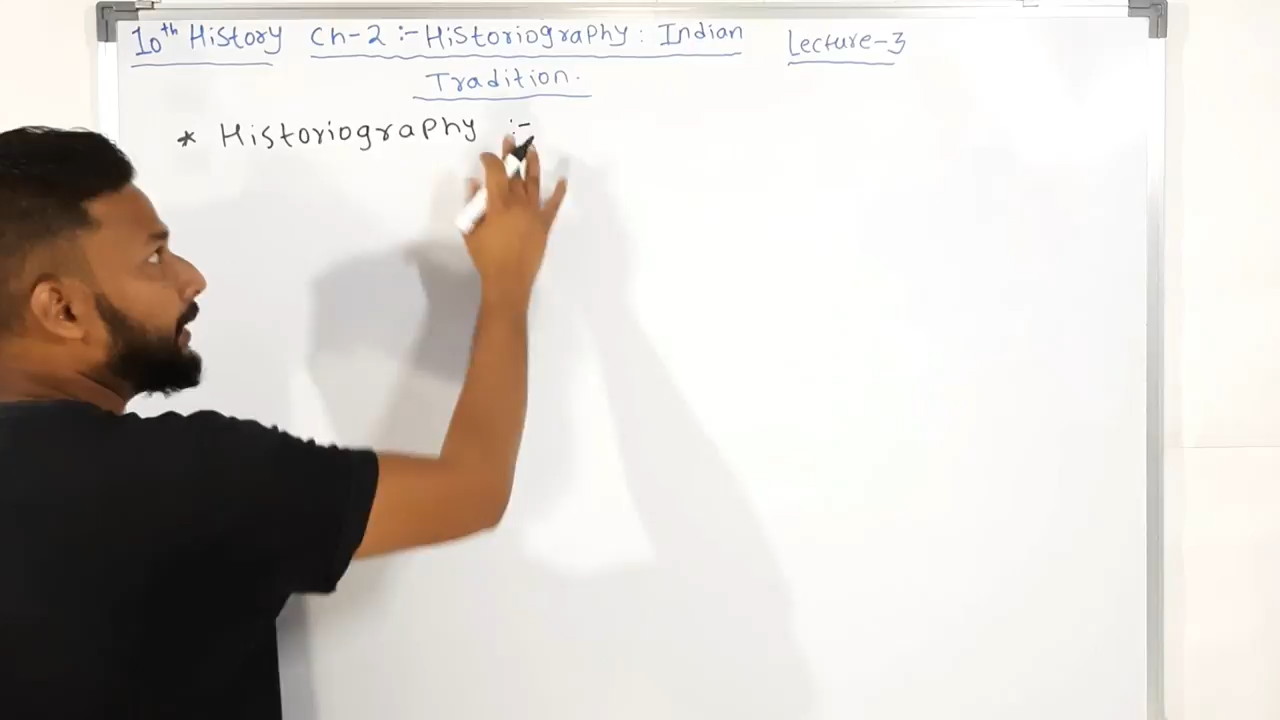 10th History Ch-2 :- Historiography : Indian Lecture-3
Tradition.
* Historiography :-